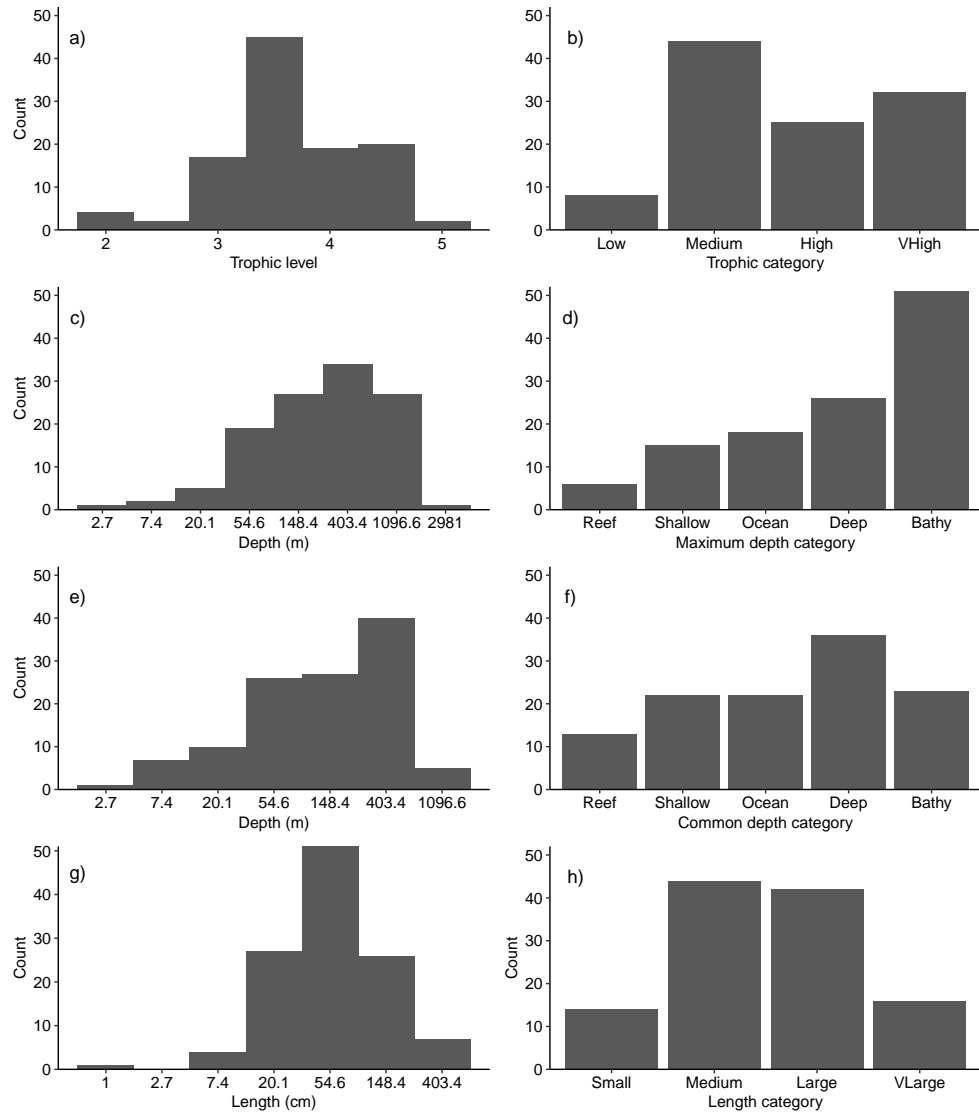 a)
50
40
30
20
10
0
Count
2 3 4 5
Trophic level
b)
50
40
30
20
10
0
Low Medium High VHigh
Trophic category
c)
50
40
30
20
10
0
Count
2.7 7.4 20.1 54.6 148.4 403.4 1096.6 2981
Depth (m)
d)
50
40
30
20
10
0
Reef Shallow Ocean Deep Bathy
Maximum depth category
e)
50
40
30
20
10
0
Count
2.7 7.4 20.1 54.6 148.4 403.4 1096.6
Depth (m)
f)
50
40
30
20
10
0
Reef Shallow Ocean Deep Bathy
Common depth category
g)
50
40
30
20
10
0
Count
1 2.7 7.4 20.1 54.6 148.4 403.4
Length (cm)
h)
50
40
30
20
10
0
Count
Small Medium Large VLarge
Length category